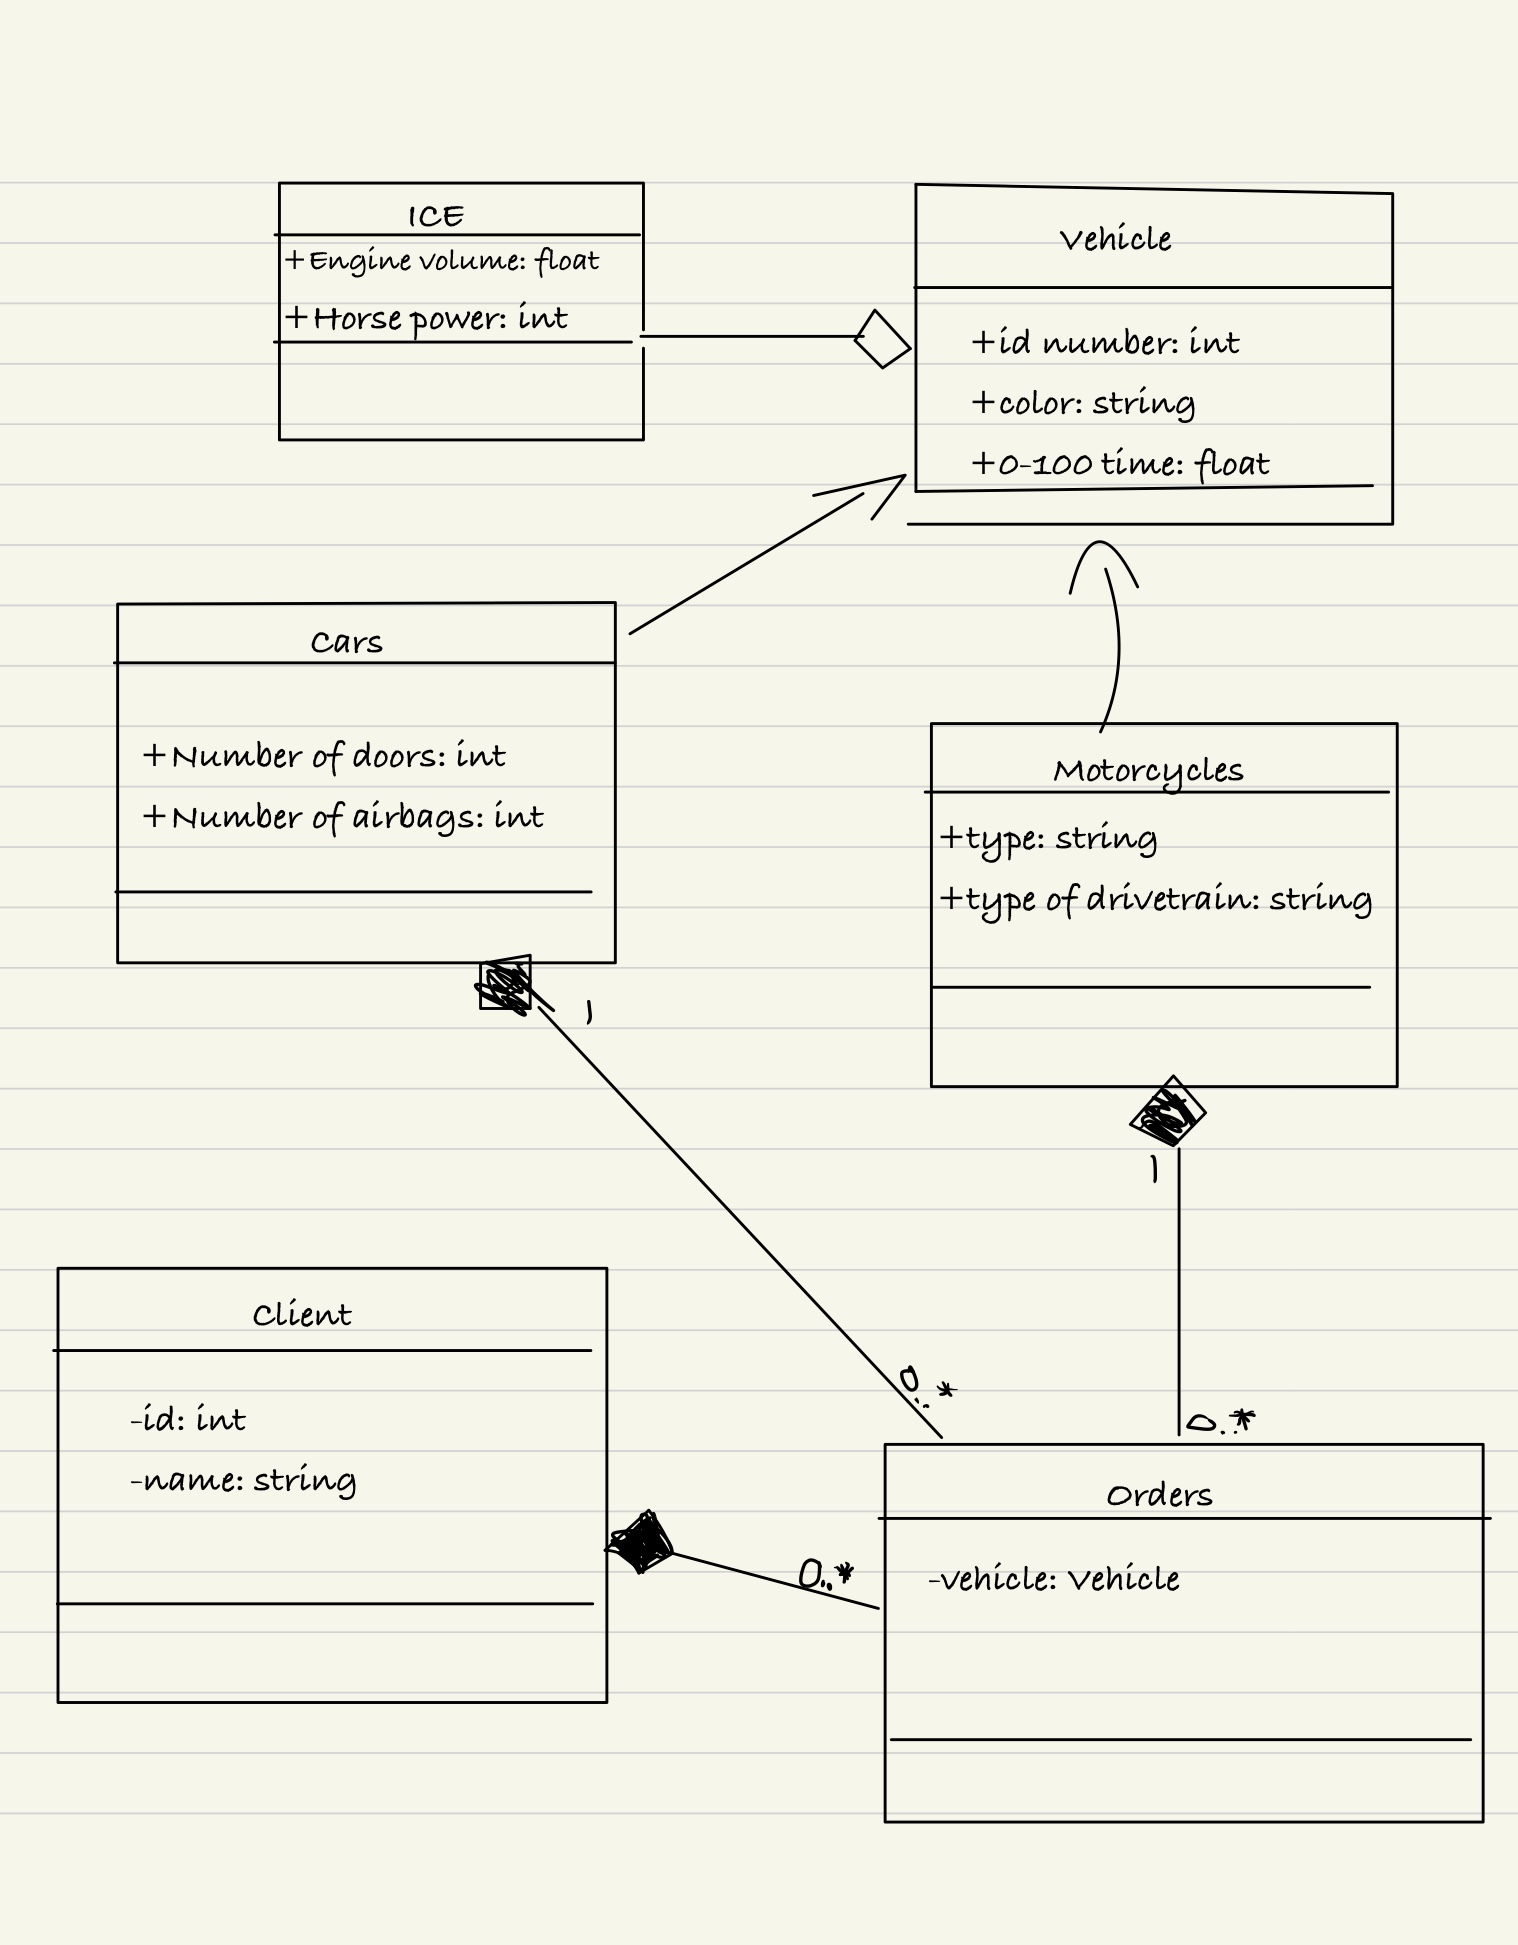 ICE
+Engine volume: float
+Horse power: int
Vehicle
+id number: int
+color: string
+0-100 time: float
Cars
+Number of doors: int
+Number of airbags: int
1
Motorcycles
+type: string
+type of drivetrain: string
1
Client
-id: int
-name: string
0..*
0..*
0..*
Orders
-vehicle: Vehicle